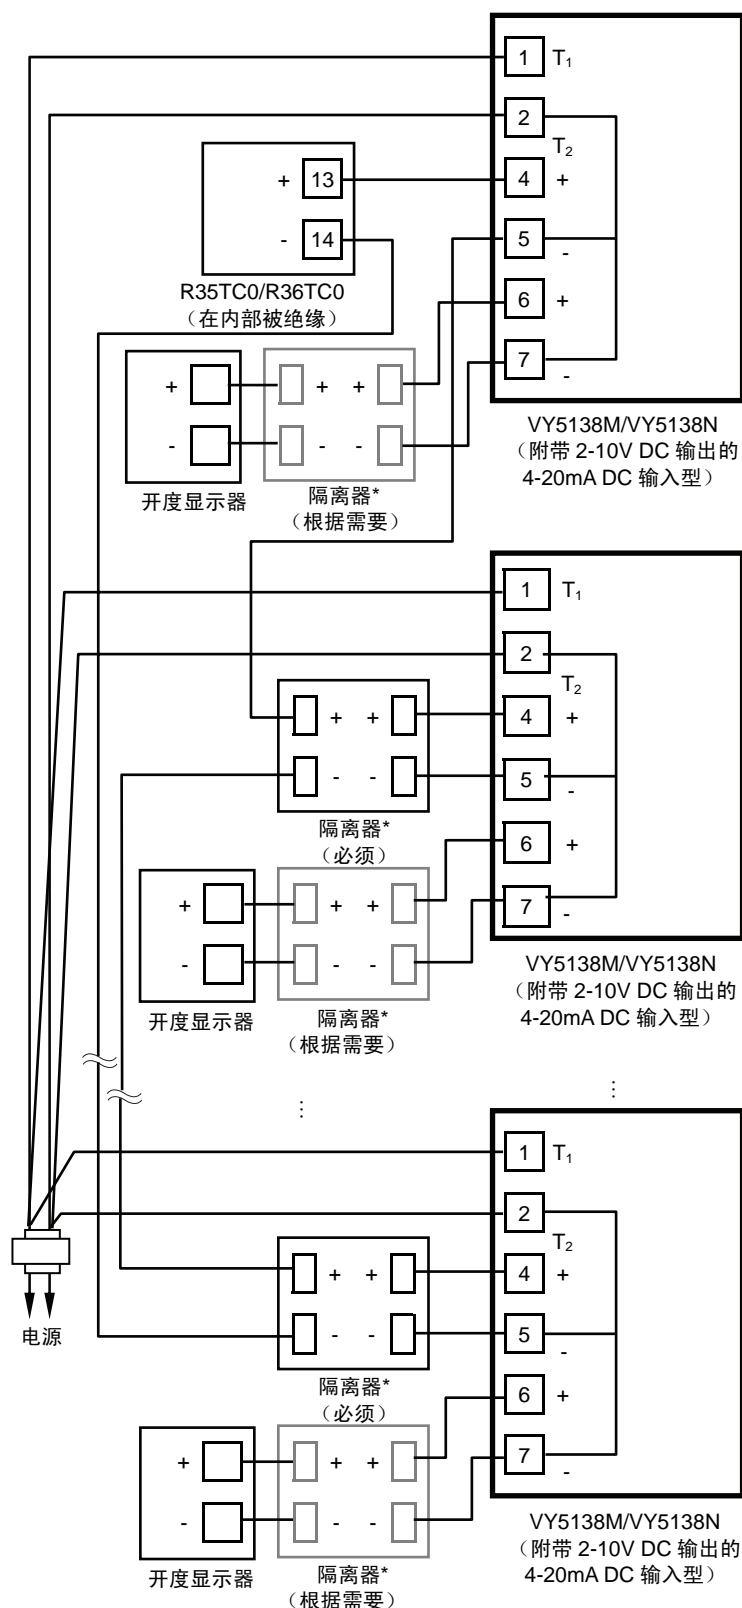 1 T₁
2
T₂
+ 13
4 +
- 14
5 -
R35TC0/R36TC0
（在内部被绝缘）
6 +
7 -
+ + +
- - -
开度显示器
隔离器*
（根据需要）
VY5138M/VY5138N
（附带 2-10V DC 输出的
4-20mA DC 输入型）
1 T₁
2
T₂
+ + 4 +
- - 5 -
隔离器*
（必须）
6 +
7 -
+ + +
- - -
开度显示器
隔离器*
（根据需要）
VY5138M/VY5138N
（附带 2-10V DC 输出的
4-20mA DC 输入型）
⋮ ⋮
1 T₁
2
T₂
+ + 4 +
- - 5 -
电源
隔离器*
（必须）
6 +
7 -
+ + +
- - -
开度显示器
隔离器*
（根据需要）
VY5138M/VY5138N
（附带 2-10V DC 输出的
4-20mA DC 输入型）